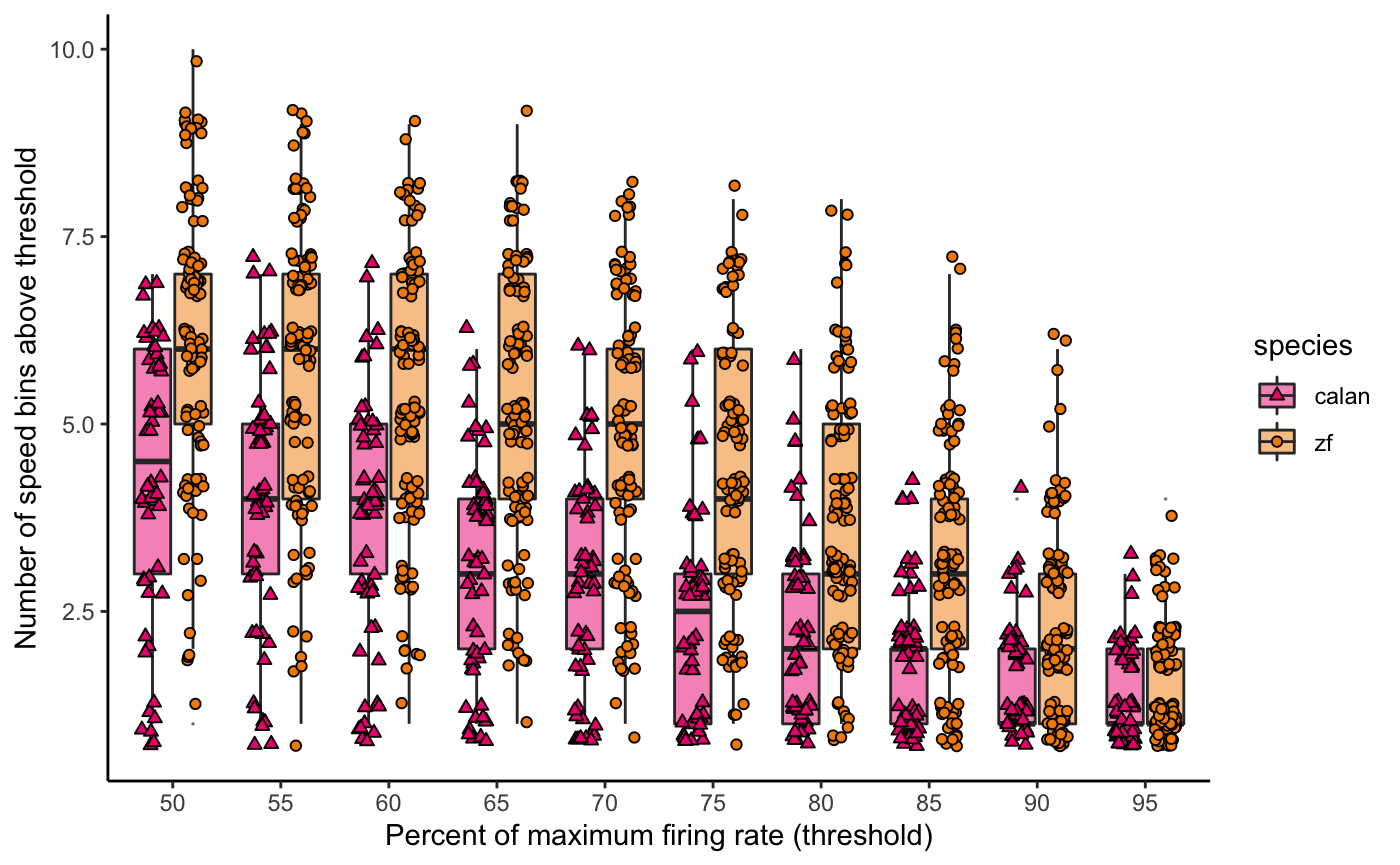 Number of speed bins above threshold
10.0
7.5
5.0
2.5
50 55 60 65 70 75 80 85 90 95
Percent of maximum firing rate (threshold)
species
calan
zf